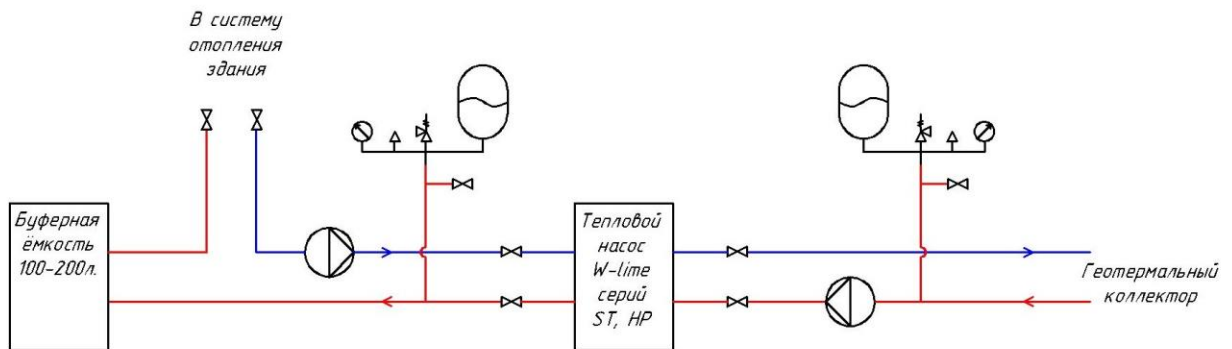 В систему
отопления
здания
Буферная
ёмкость
100-200л.
Тепловой
насос
W-lime
серий
ST, HP
Геотермальный
коллектор